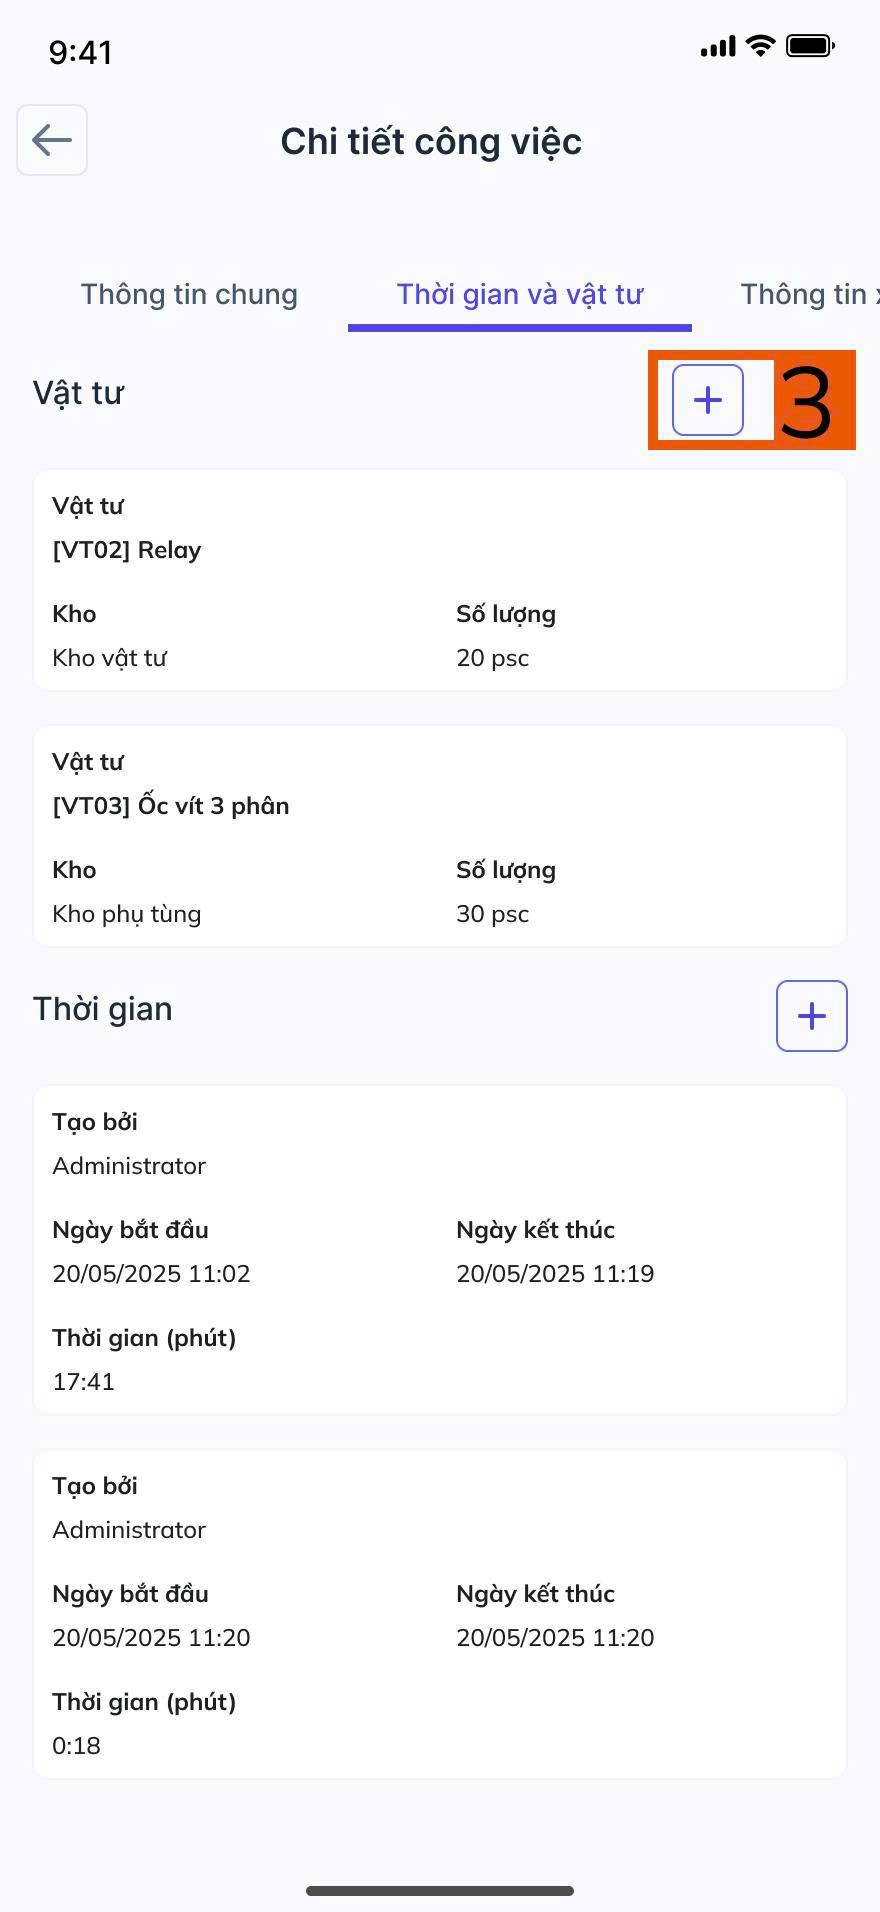 9:41
Chi tiết công việc
Thông tin chung Thời gian và vật tư Thông tin
Vật tư
3
Vật tư
[VT02] Relay
Kho Số lượng
Kho vật tư 20 psc
Vật tư
[VT03] Ốc vít 3 phân
Kho Số lượng
Kho phụ tùng 30 psc
Thời gian
Tạo bởi
Administrator
Ngày bắt đầu Ngày kết thúc
20/05/2025 11:02 20/05/2025 11:19
Thời gian (phút)
17:41
Tạo bởi
Administrator
Ngày bắt đầu Ngày kết thúc
20/05/2025 11:20 20/05/2025 11:20
Thời gian (phút)
0:18